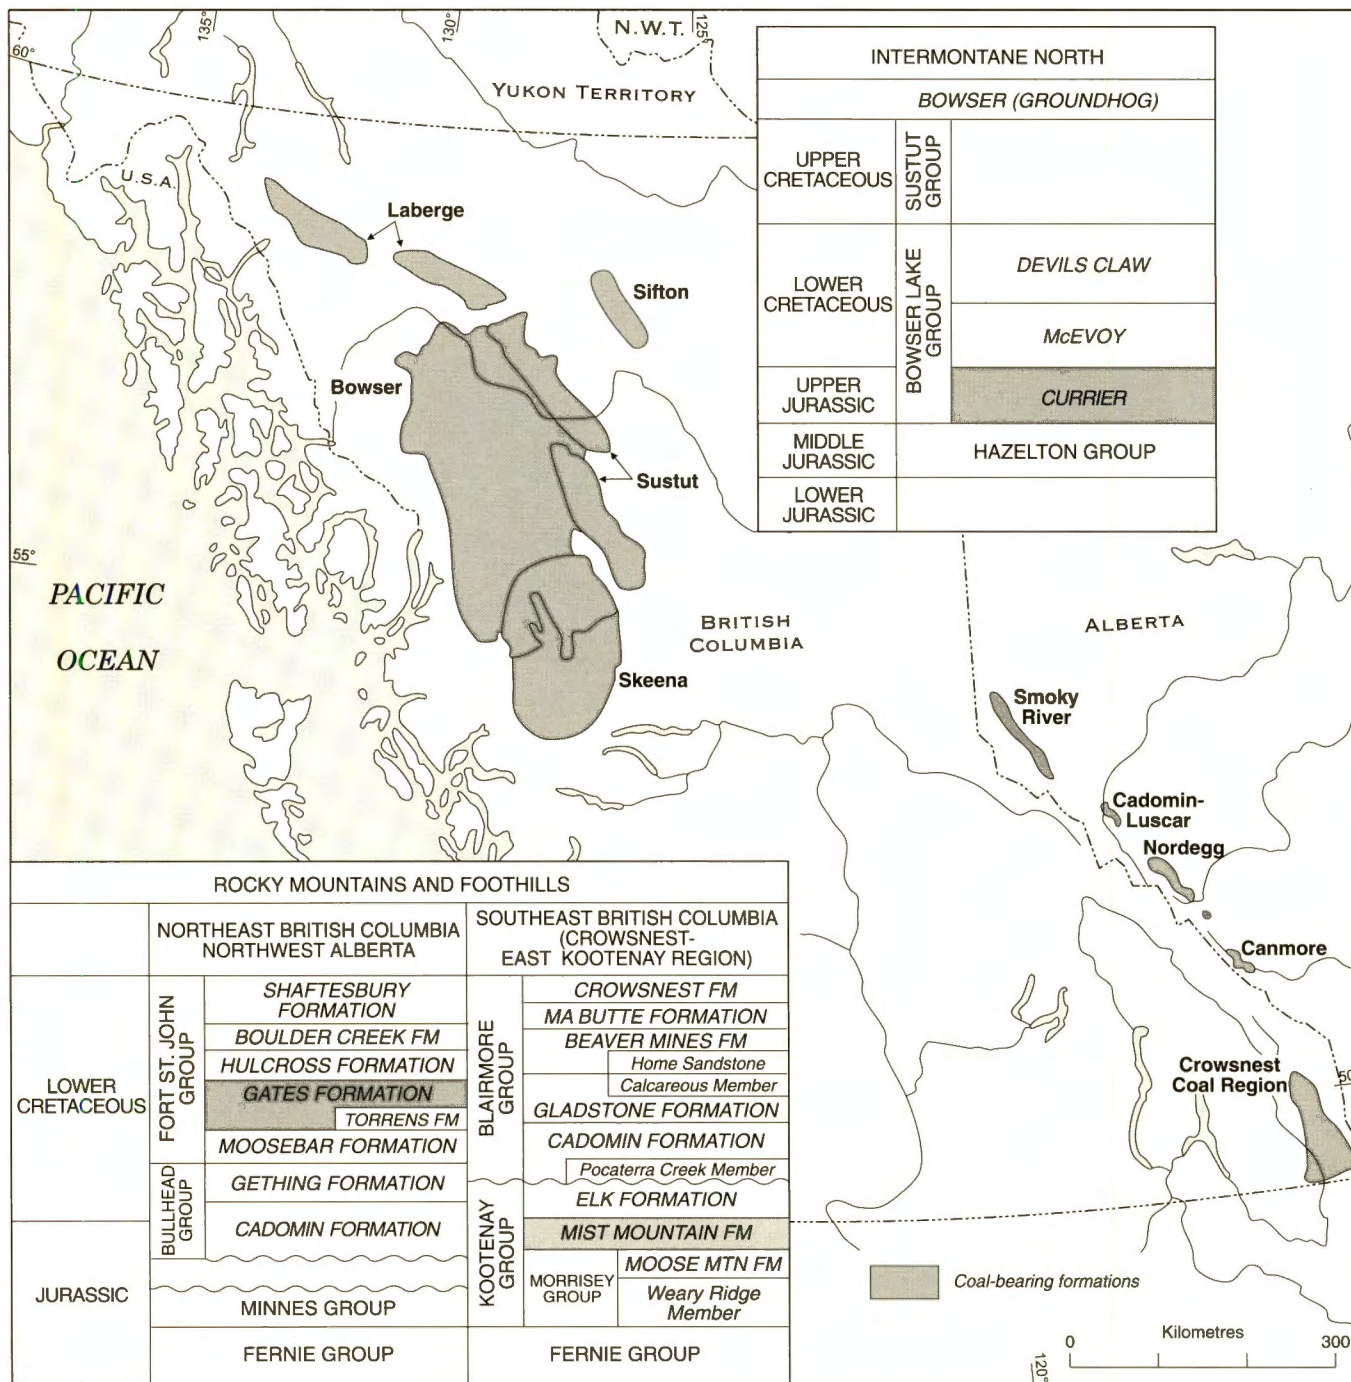 135°
130°
125°
60°
N.W.T.
YUKON TERRITORY
U.S.A.
Laberge
Sifton
Bowser
Sustut
Skeena
55°
PACIFIC
OCEAN
BRITISH
COLUMBIA
ALBERTA
Smoky
River
Cadomin-
Luscar
Nordegg
Canmore
Crowsnest
Coal Region
50
INTERMONTANE NORTH
BOWSER (GROUNDHOG)
UPPER
CRETACEOUS
SUSTUT
GROUP
LOWER
CRETACEOUS
BOWSER LAKE
GROUP
DEVILS CLAW
McEVOY
UPPER
JURASSIC
CURRIER
MIDDLE
JURASSIC
HAZELTON GROUP
LOWER
JURASSIC
ROCKY MOUNTAINS AND FOOTHILLS
NORTHEAST BRITISH COLUMBIA
NORTHWEST ALBERTA
SOUTHEAST BRITISH COLUMBIA
(CROWSNEST-
EAST KOOTENAY REGION)
LOWER
CRETACEOUS
JURASSIC
FORT ST. JOHN
GROUP
SHAFTESBURY
FORMATION
BOULDER CREEK FM
HULCROSS FORMATION
GATES FORMATION
TORRENS FM
MOOSEBAR FORMATION
BULLHEAD
GROUP
GETHING FORMATION
CADOMIN FORMATION
MINNES GROUP
FERNIE GROUP
BLAIRMORE
GROUP
CROWSNEST FM
MA BUTTE FORMATION
BEAVER MINES FM
Home Sandstone
Calcareous Member
GLADSTONE FORMATION
CADOMIN FORMATION
Pocaterra Creek Member
KOOTENAY
GROUP
ELK FORMATION
MIST MOUNTAIN FM
MORRISEY
GROUP
MOOSE MTN FM
Weary Ridge
Member
FERNIE GROUP
Coal-bearing formations
Kilometres
0
300
120°